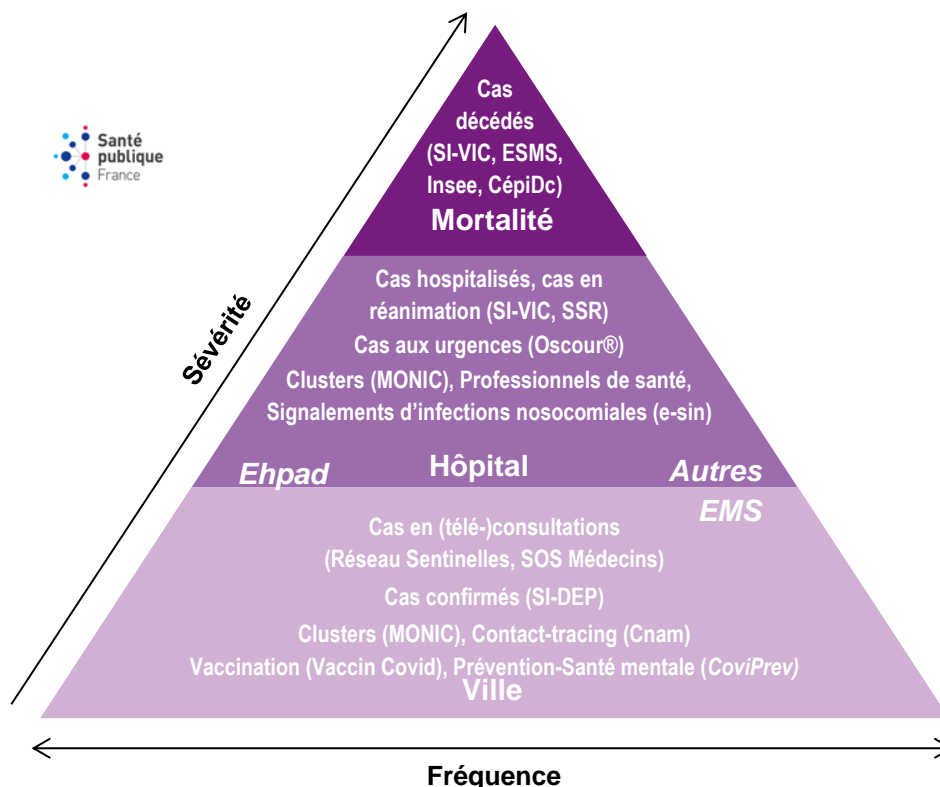 Santé
publique
France
Sévérité
Cas
décédés
(SI-VIC, ESMS,
Insee, CépiDc)
Mortalité
Cas hospitalisés, cas en
réanimation (SI-VIC, SSR)
Cas aux urgences (Oscour®)
Clusters (MONIC), Professionnels de santé,
Signalements d’infections nosocomiales (e-sin)
Ehpad
Hôpital
Autres
EMS
Cas en (télé-)consultations
(Réseau Sentinelles, SOS Médecins)
Cas confirmés (SI-DEP)
Clusters (MONIC), Contact-tracing (Cnam)
Vaccination (Vaccin Covid), Prévention-Santé mentale (CoviPrev)
Ville
Fréquence